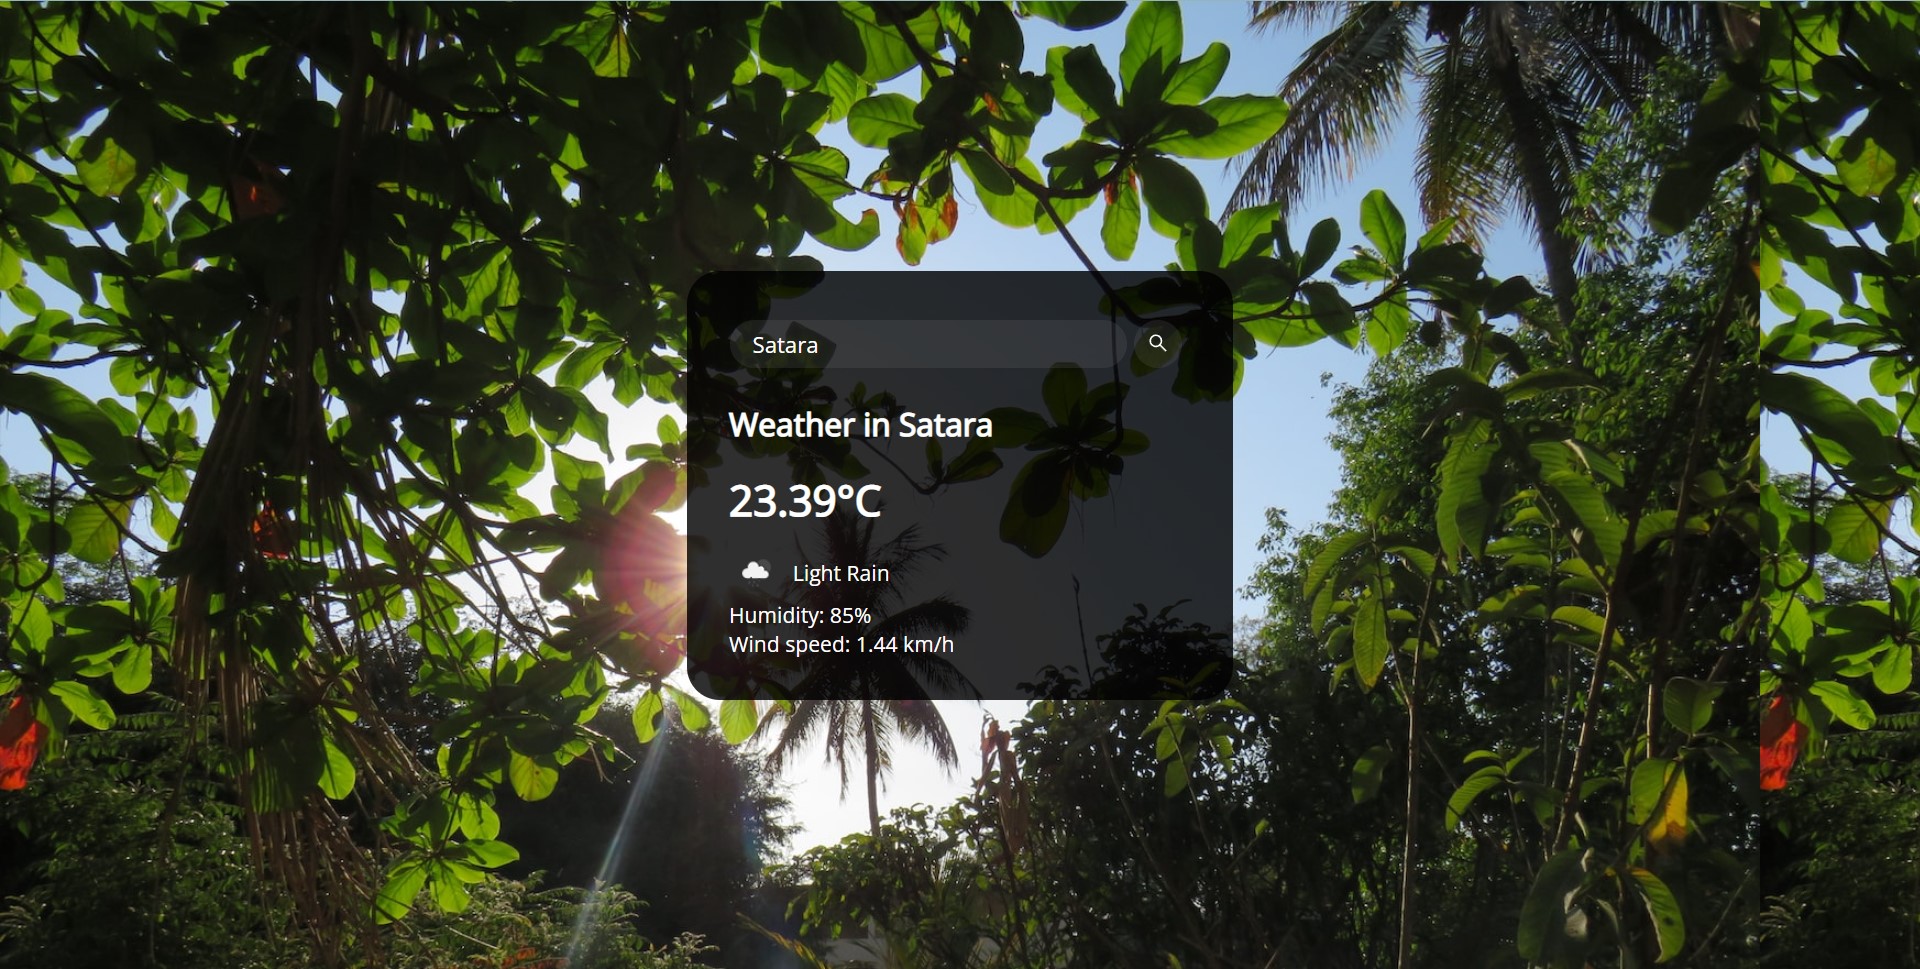 Satara
Weather in Satara
23.39°C
Light Rain
Humidity: 85%
Wind speed: 1.44 km/h